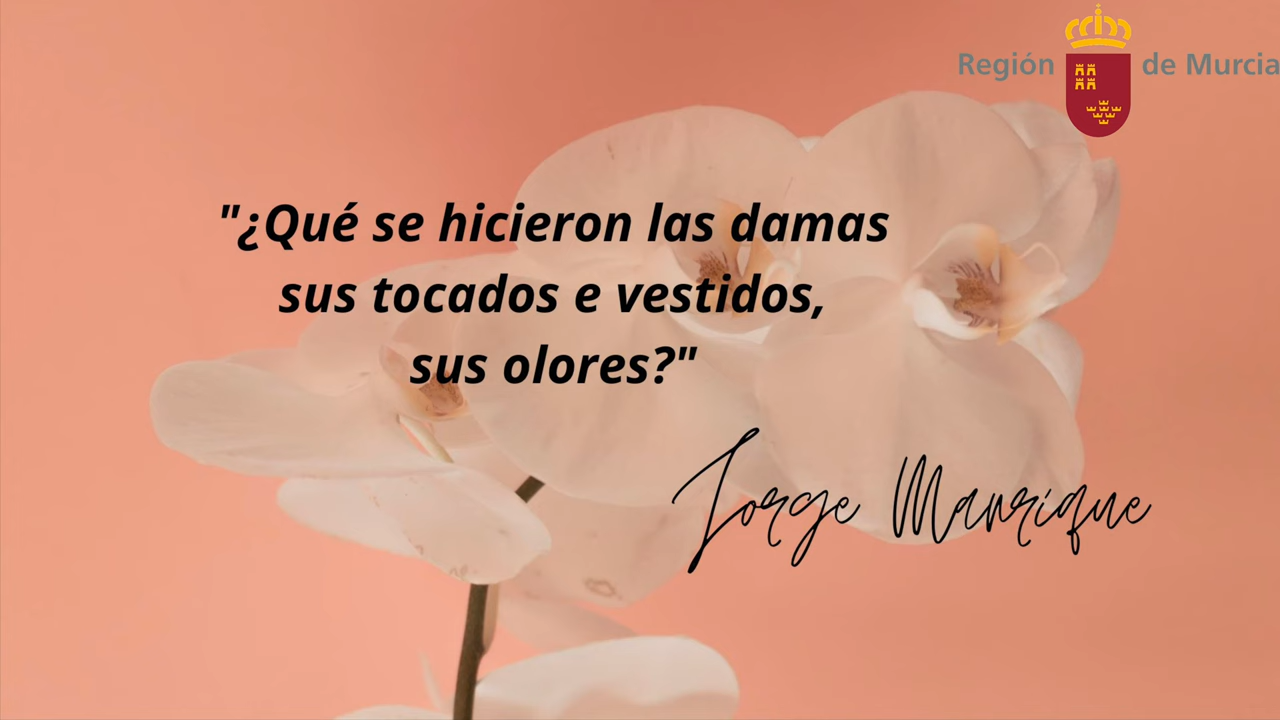 Región de Murcia
"¿Qué se hicieron las damas
sus tocados e vestidos,
sus olores?"
Jorge Manrique